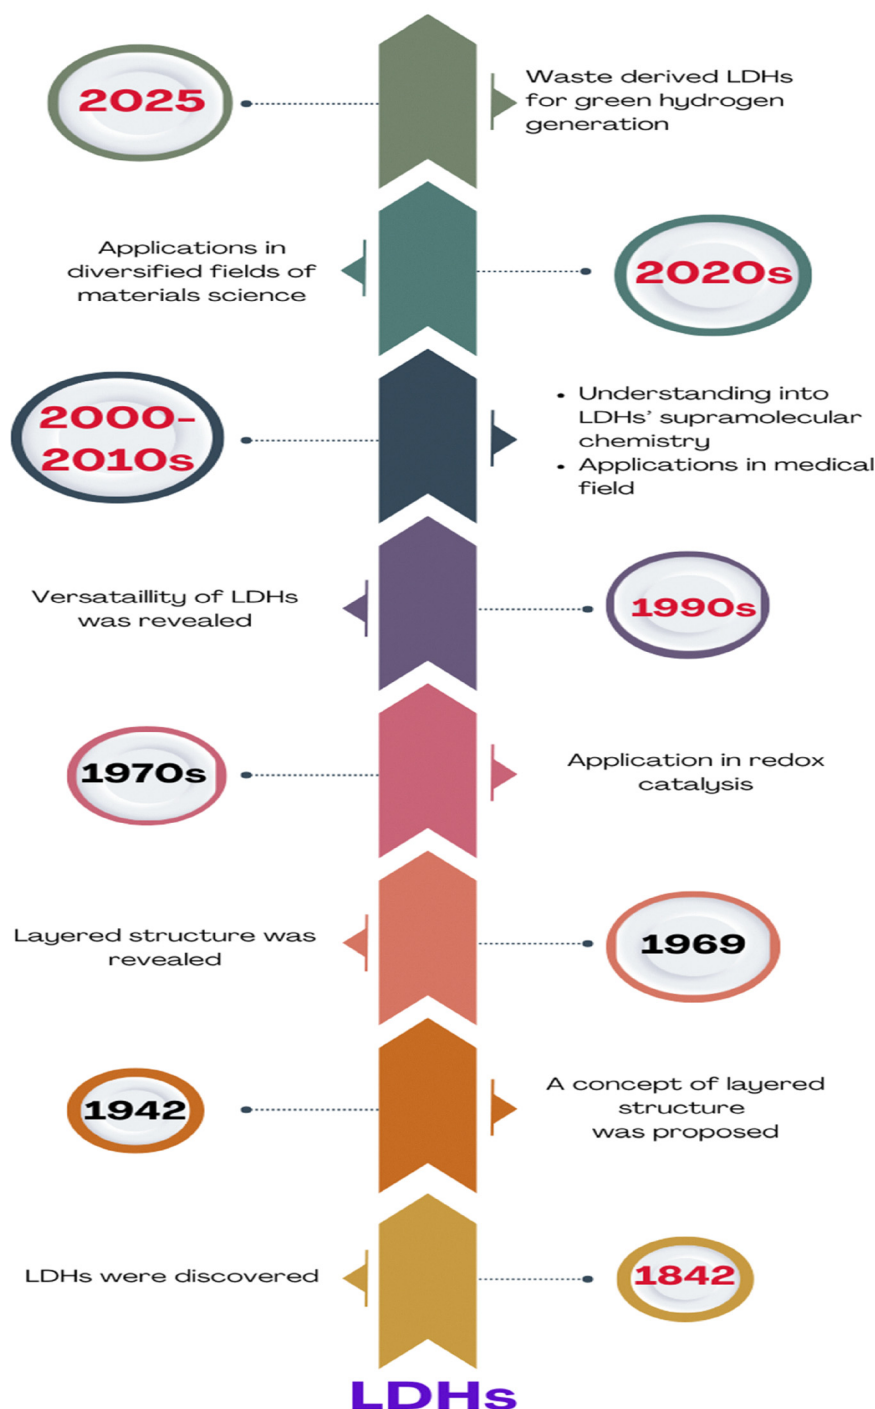 2025
Waste derived LDHs
for green hydrogen
generation
Applications in
diversified fields of
materials science
2020s
2000-
2010s
• Understanding into
LDHs' supramolecular
chemistry
• Applications in medical
field
Versataillity of LDHs
was revealed
1990s
1970s
Application in redox
catalysis
Layered structure was
revealed
1969
1942
A concept of layered
structure
was proposed
LDHs were discovered
1842
LDHs